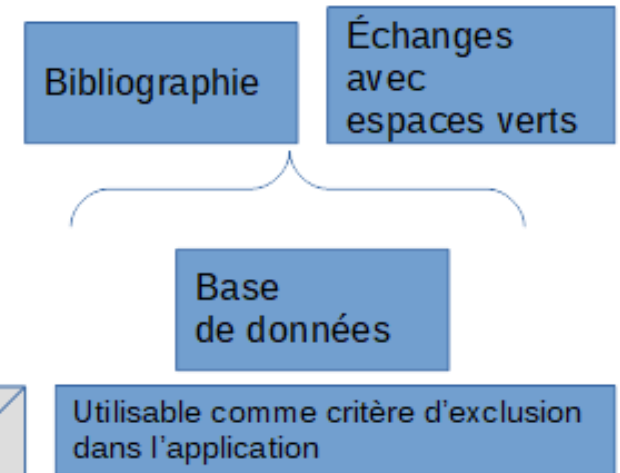 Bibliographie
Échanges
avec
espaces verts
Base
de données
Utilisable comme critère d’exclusion
dans l’application